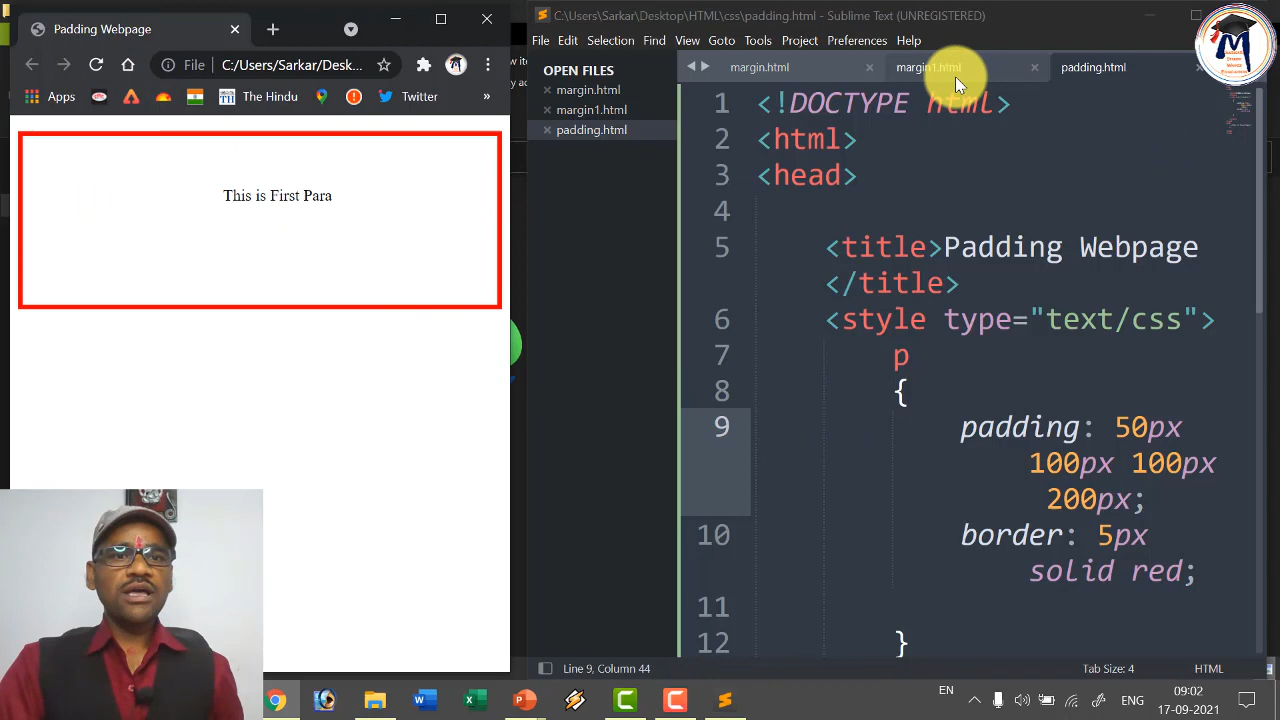 Padding Webpage
File
C:/Users/Sarkar/Desk...
Apps
The Hindu
Twitter
»
This is First Para
C:\Users\Sarkar\Desktop\HTML\css\padding.html - Sublime Text (UNREGISTERED)
File Edit Selection Find View Goto Tools Project Preferences Help
OPEN FILES
margin.html
margin1.html
padding.html
margin.html
margin1.html
padding.html
1 <!DOCTYPE html>
2 <html>
3 <head>
4
5 <title>Padding Webpage
</title>
6 <style type="text/css">
7 p
8 {
9 padding: 50px
100px 100px
200px;
10 border: 5px
solid red;
11
12 }
Line 9, Column 44
Tab Size: 4
HTML
EN
ENG
09:02
17-09-2021